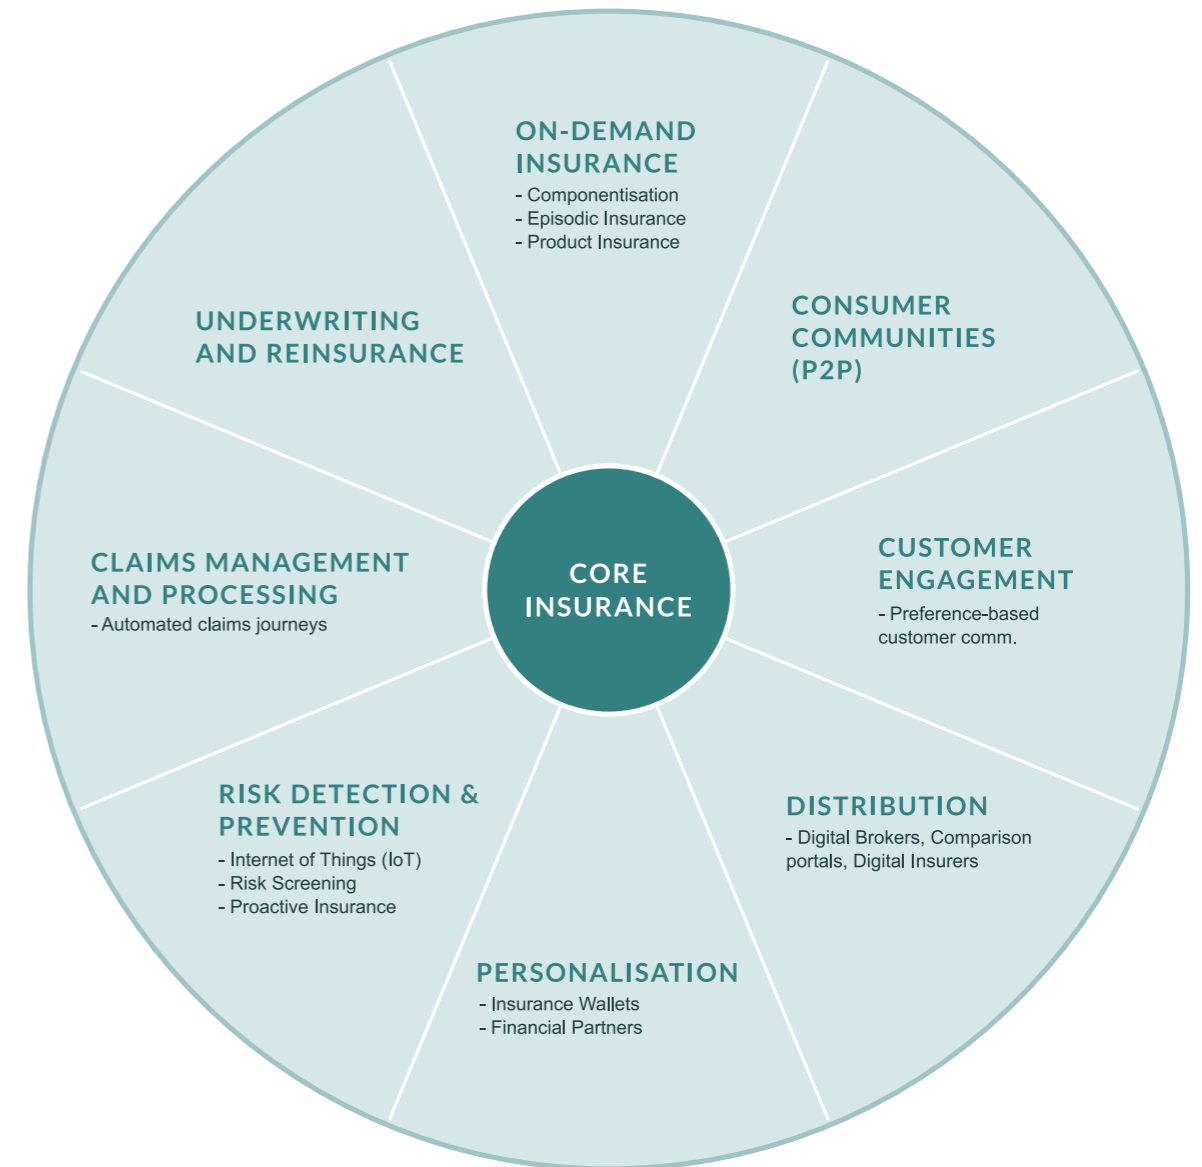 ON-DEMAND
INSURANCE
- Componentisation
- Episodic Insurance
- Product Insurance
CONSUMER
COMMUNITIES
(P2P)
CUSTOMER
ENGAGEMENT
- Preference-based
customer comm.
DISTRIBUTION
- Digital Brokers, Comparison
portals, Digital Insurers
PERSONALISATION
- Insurance Wallets
- Financial Partners
RISK DETECTION &
PREVENTION
- Internet of Things (IoT)
- Risk Screening
- Proactive Insurance
CLAIMS MANAGEMENT
AND PROCESSING
- Automated claims journeys
UNDERWRITING
AND REINSURANCE
CORE
INSURANCE